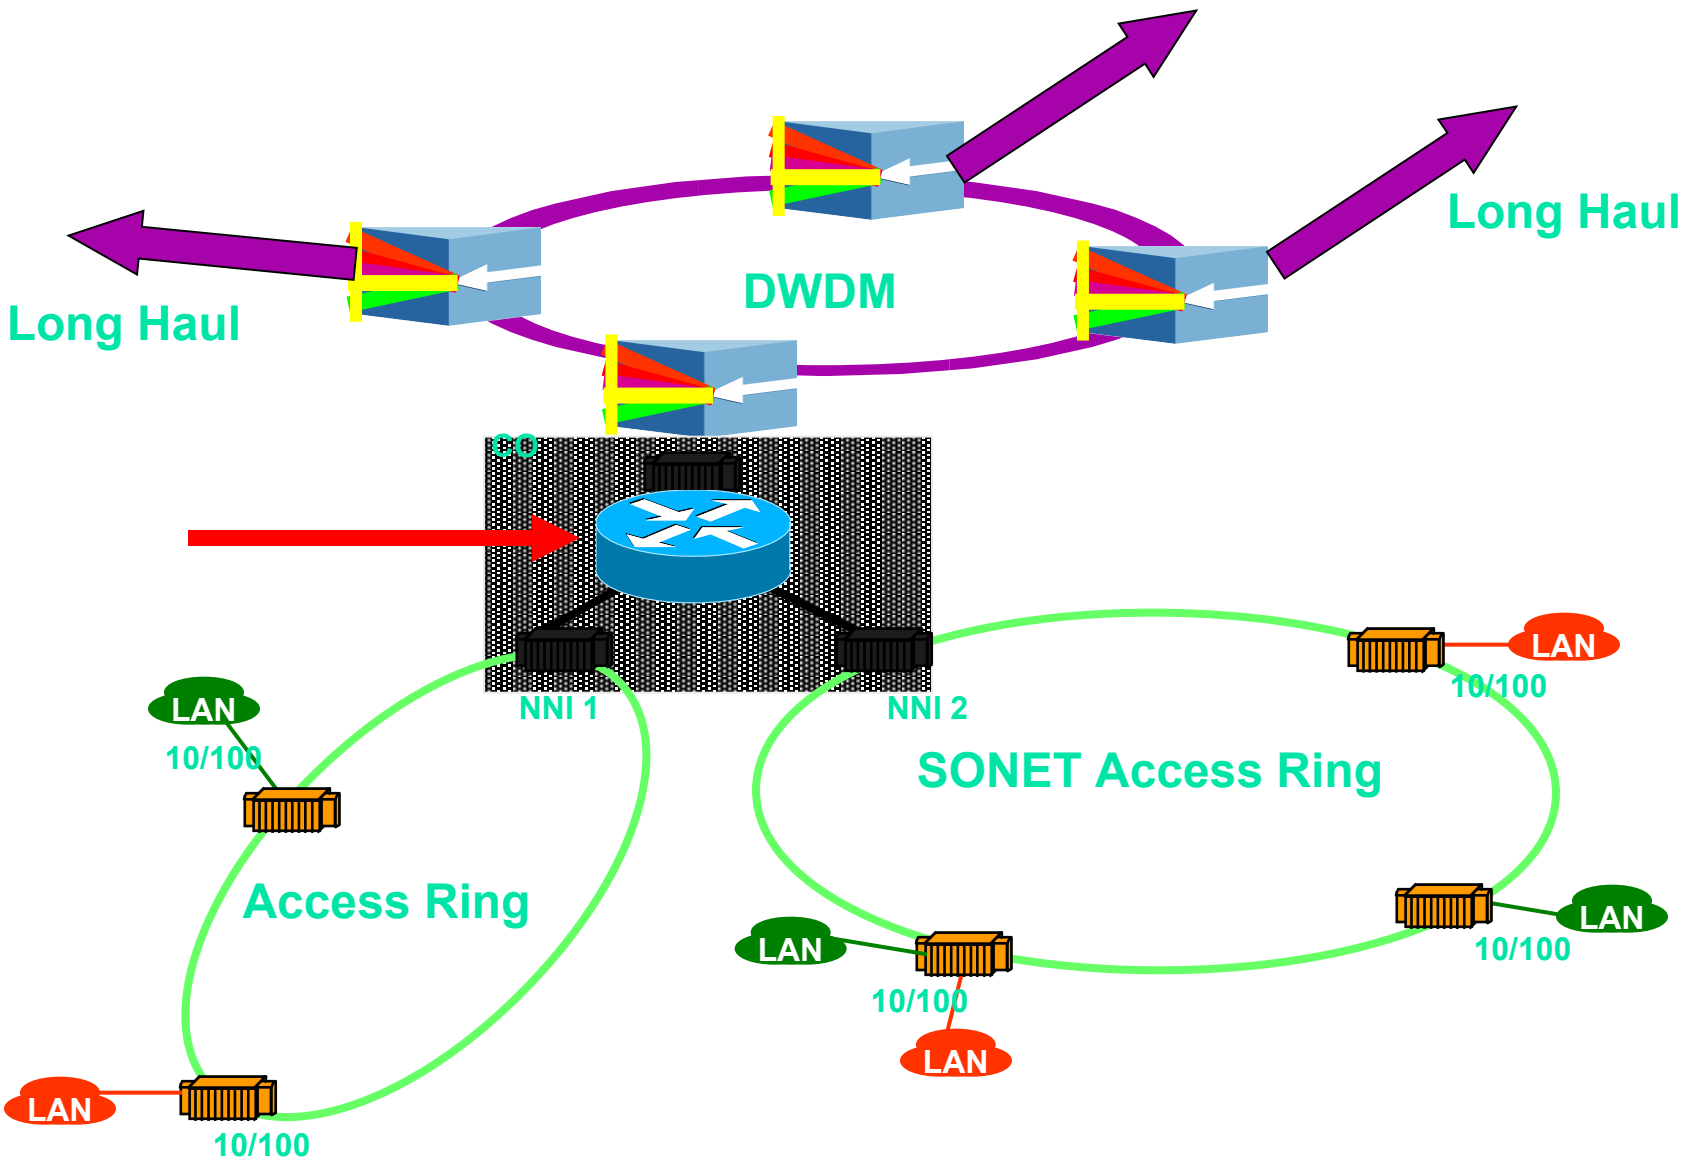 Long Haul
DWDM
Long Haul
CO
LAN
10/100
NNI 1
NNI 2
LAN
10/100
SONET Access Ring
Access Ring
LAN
10/100
LAN
10/100
LAN
LAN
10/100